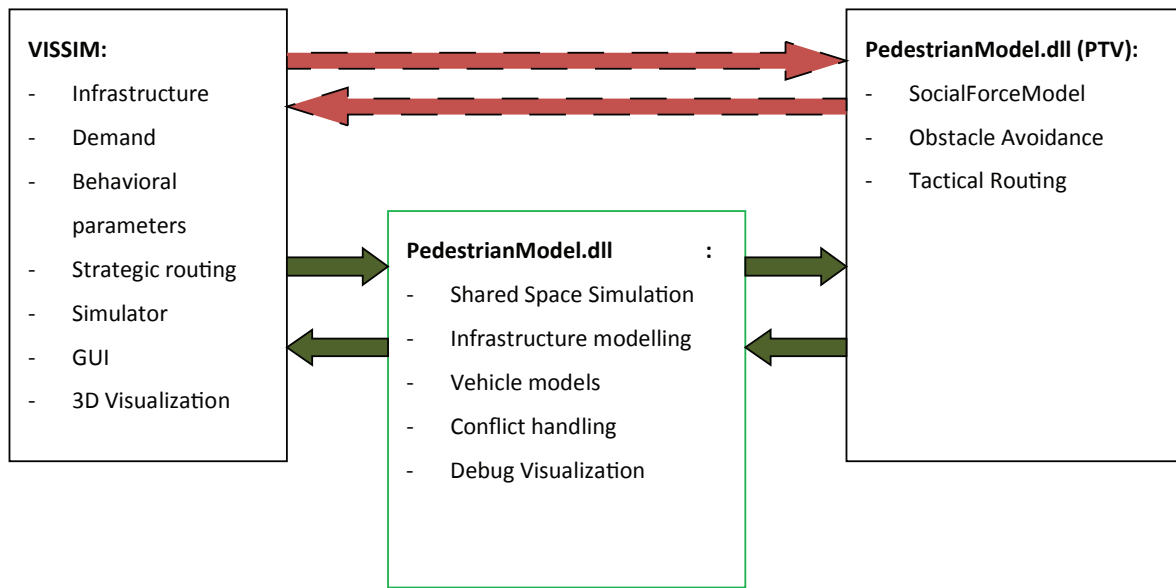 VISSIM:
- Infrastructure
- Demand
- Behavioral
parameters
- Strategic routing
- Simulator
- GUI
- 3D Visualization
PedestrianModel.dll :
- Shared Space Simulation
- Infrastructure modelling
- Vehicle models
- Conflict handling
- Debug Visualization
PedestrianModel.dll (PTV):
- SocialForceModel
- Obstacle Avoidance
- Tactical Routing